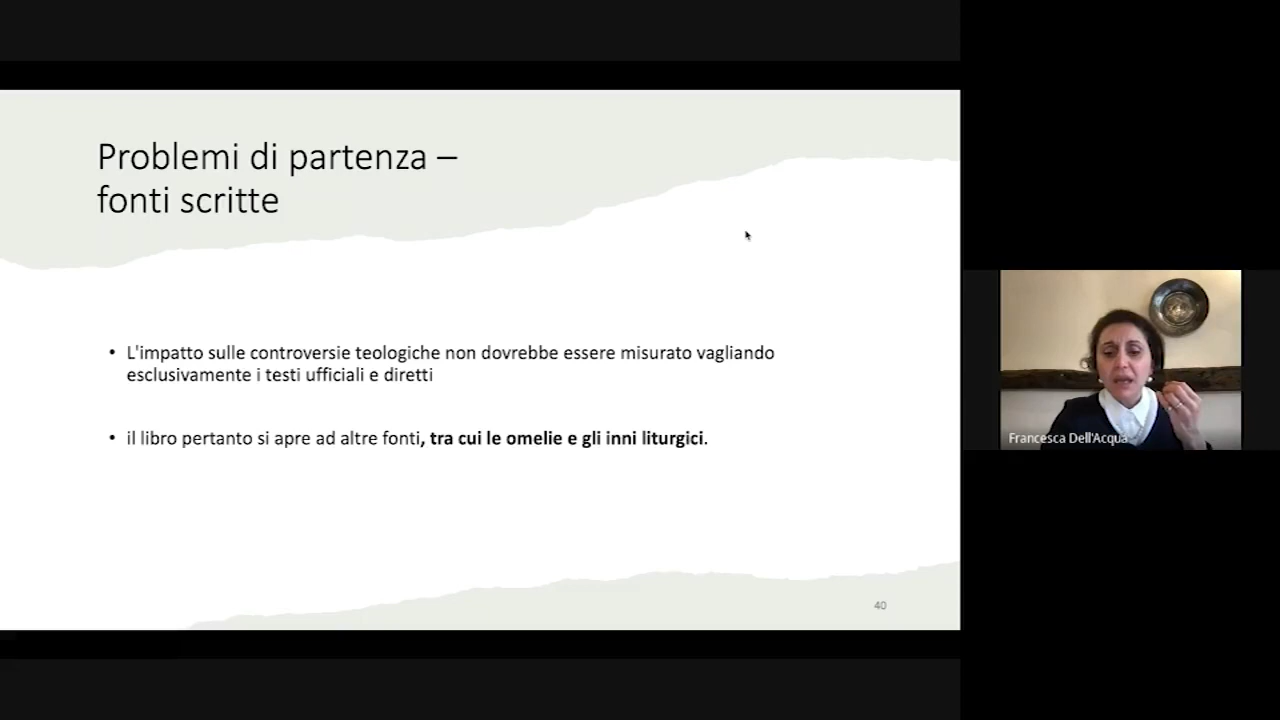 Problemi di partenza –
fonti scritte
• L'impatto sulle controversie teologiche non dovrebbe essere misurato vagliando
esclusivamente i testi ufficiali e diretti
• il libro pertanto si apre ad altre fonti, tra cui le omelie e gli inni liturgici.
40
Francesca Dell'Acqua